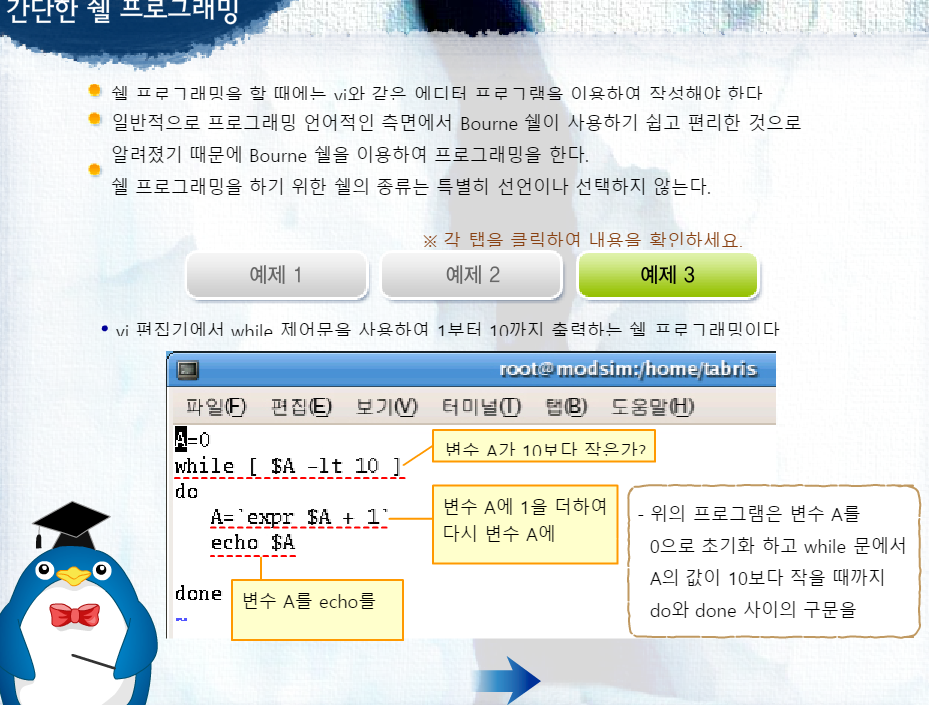 간단한 쉘 프로그래밍
쉘 프로그래밍을 할 때에는 vi와 같은 에디터 프로그램을 이용하여 작성해야 한다
일반적으로 프로그래밍 언어적인 측면에서 Bourne 쉘이 사용하기 쉽고 편리한 것으로
알려졌기 때문에 Bourne 쉘을 이용하여 프로그래밍을 한다.
쉘 프로그래밍을 하기 위한 쉘의 종류는 특별히 선언이나 선택하지 않는다.
※ 각 탭을 클릭하여 내용을 확인하세요.
예제 1
예제 2
예제 3
• vi 편집기에서 while 제어문을 사용하여 1부터 10까지 출력하는 쉘 프로그래밍이다
root@modsim:/home/tabris
파일(F) 편집(E) 보기(V) 터미널(T) 탭(B) 도움말(H)
A=0
while [ $A -lt 10 ]
do
A=`expr $A + 1`
echo $A
done
~
변수 A가 10보다 작은가?
변수 A에 1을 더하여
다시 변수 A에
변수 A를 echo를
- 위의 프로그램은 변수 A를
0으로 초기화 하고 while 문에서
A의 값이 10보다 작을 때까지
do와 done 사이의 구문을